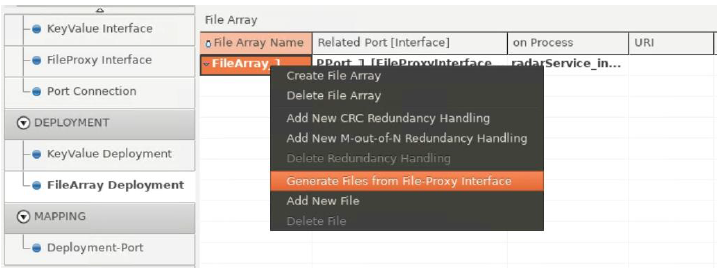 KeyValue Interface
FileProxy Interface
Port Connection
DEPLOYMENT
KeyValue Deployment
FileArray Deployment
MAPPING
Deployment-Port
File Array
File Array Name Related Port [Interface] on Process URI
FileArray_1 PPort_1 [FileProxyInterface radarService_in...
Create File Array
Delete File Array
Add New CRC Redundancy Handling
Add New M-out-of-N Redundancy Handling
Delete Redundancy Handling
Generate Files from File-Proxy Interface
Add New File
Delete File